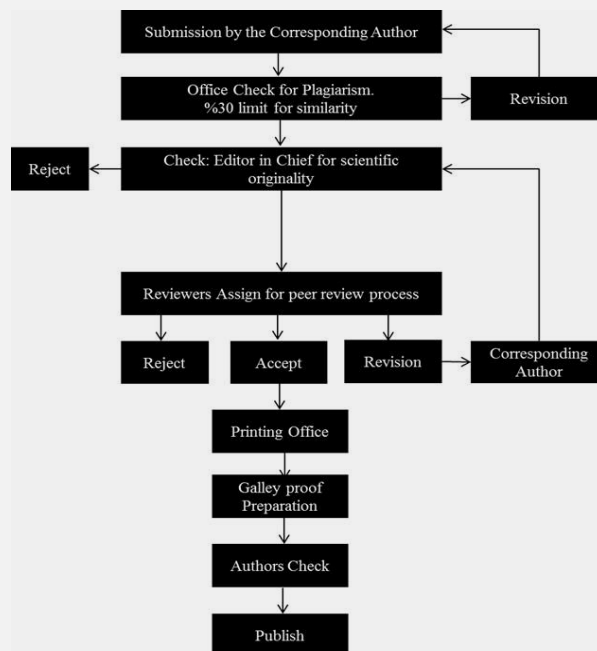 Submission by the Corresponding Author
Office Check for Plagiarism.
%30 limit for similarity
Revision
Reject
Check: Editor in Chief for scientific
originality
Reviewers Assign for peer review process
Reject
Accept
Revision
Corresponding
Author
Printing Office
Galley proof
Preparation
Authors Check
Publish